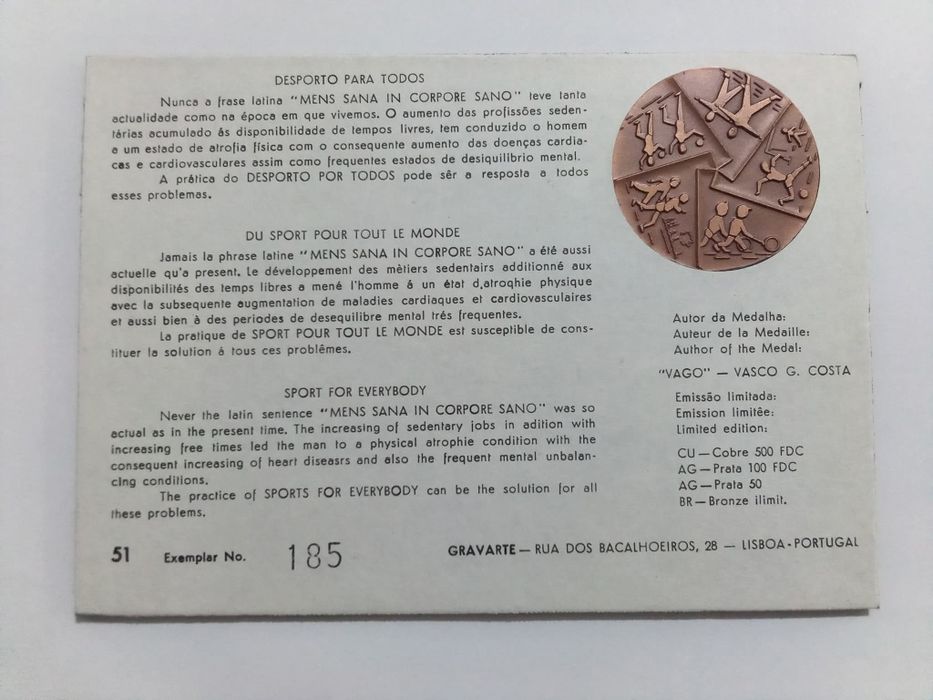 DESPORTO PARA TODOS
Nunca a frase latina "MENS SANA IN CORPORE SANO" teve tanta
actualidade como na época em que vivemos. O aumento das profissões seden-
tárias acumulado ás disponibilidade de tempos livres, tem conduzido o homem
a um estado de atrofia física com o consequente aumento das doenças cardia-
cas e cardiovasculares assim como frequentes estados de desiquilibrio mental.
A prática do DESPORTO POR TODOS pode sêr a resposta a todos
esses problemas.
DU SPORT POUR TOUT LE MONDE
Jamais la phrase latine "MENS SANA IN CORPORE SANO" a été aussi
actuelle qu'a present. Le développement des mètiers sedentairs additionné aux
disponibilités des temps libres a mené l'homme á un état d,atroqhie physique
avec la subsequente augmentation de maladies cardiaques et cardiovasculaires
et aussi bien à des periodes de desequilibre mental trés frequentes.
La pratique de SPORT POUR TOUT LE MONDE est susceptible de cons-
tituer la solution á tous ces problêmes.
SPORT FOR EVERYBODY
Never the latin sentence "MENS SANA IN CORPORE SANO" was so
actual as in the present time. The increasing of sedentary jobs in adition with
increasing free times led the man to a physical atrophie condition with the
consequent increasing of heart diseasrs and also the frequent mental unbalan-
cing conditions.
The practice of SPORTS FOR EVERYBODY can be the solution for all
these problems.
51 Exemplar No. 185
Autor da Medalha:
Auteur de la Medaille:
Author of the Medal:
"VAGO" — VASCO G. COSTA
Emissão limitada:
Emission limitêe:
Limited edition:
CU — Cobre 500 FDC
AG — Prata 100 FDC
AG — Prata 50
BR — Bronze ilimit.
GRAVARTE — RUA DOS BACALHOEIROS, 28 — LISBOA - PORTUGAL